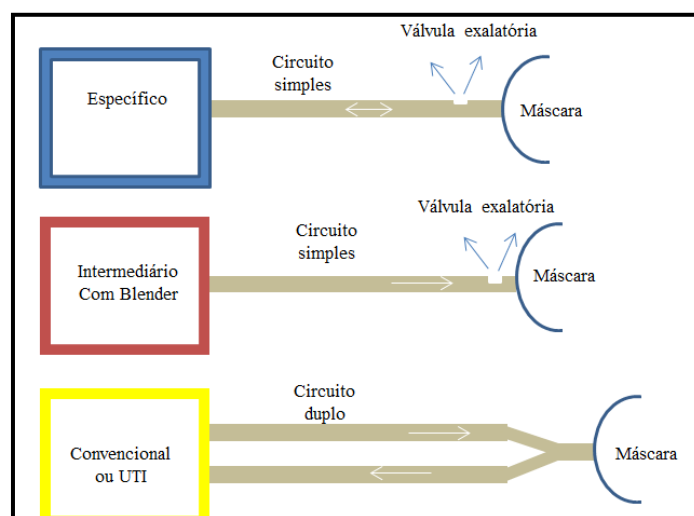 Válvula exalatória
Circuito
simples
Específico
Máscara
Válvula exalatória
Circuito
simples
Intermediário
Com Blender
Máscara
Circuito
duplo
Convencional
ou UTI
Máscara